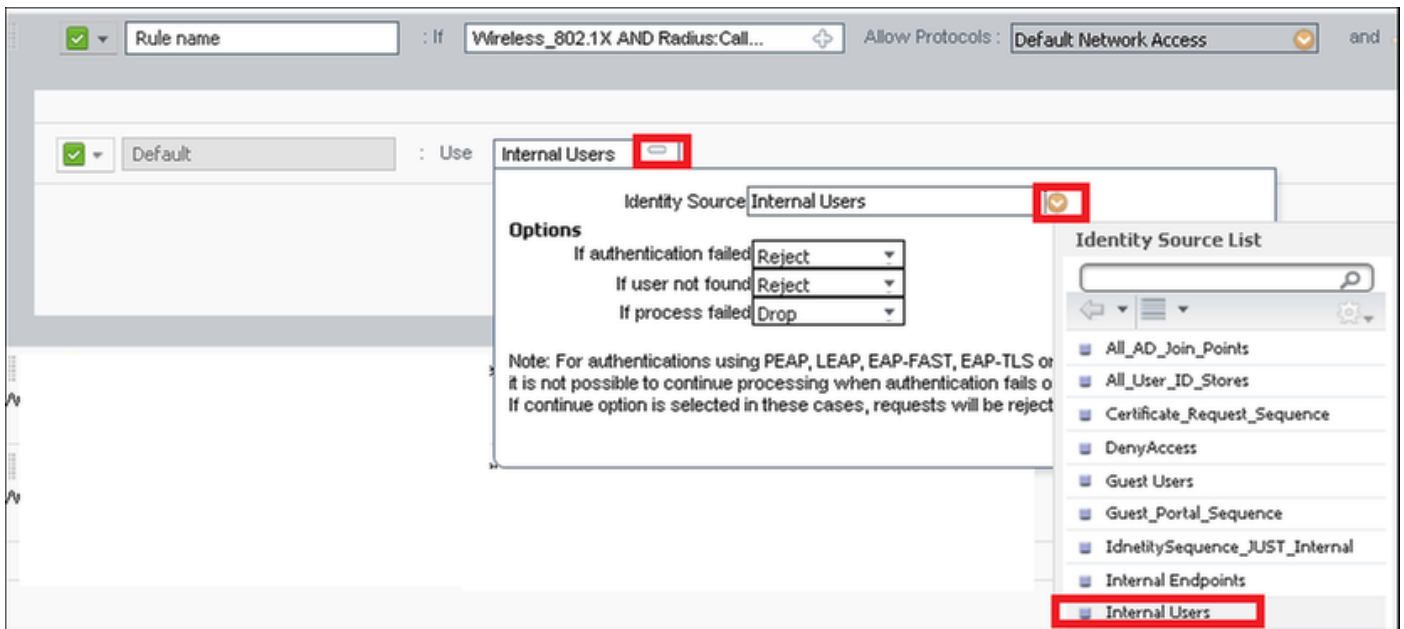 Rule name : If Wireless_802.1X AND Radius:Call... Allow Protocols : Default Network Access and
Default : Use Internal Users
Identity Source Internal Users
Options
If authentication failed Reject
If user not found Reject
If process failed Drop
Note: For authentications using PEAP, LEAP, EAP-FAST, EAP-TLS or
it is not possible to continue processing when authentication fails o
If continue option is selected in these cases, requests will be reject
Identity Source List
All_AD_Join_Points
All_User_ID_Stores
Certificate_Request_Sequence
DenyAccess
Guest Users
Guest_Portal_Sequence
IdnetitySequence_JUST_Internal
Internal Endpoints
Internal Users